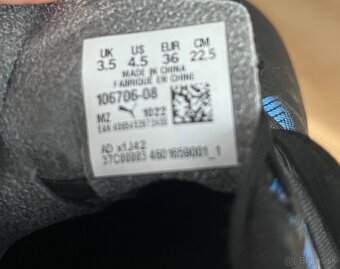 UK US EUR CM
3.5 4.5 36 22.5
MADE IN CHINA
FABRIQUE EN CHINE
106706-08
MZ 1022
AD x1J42